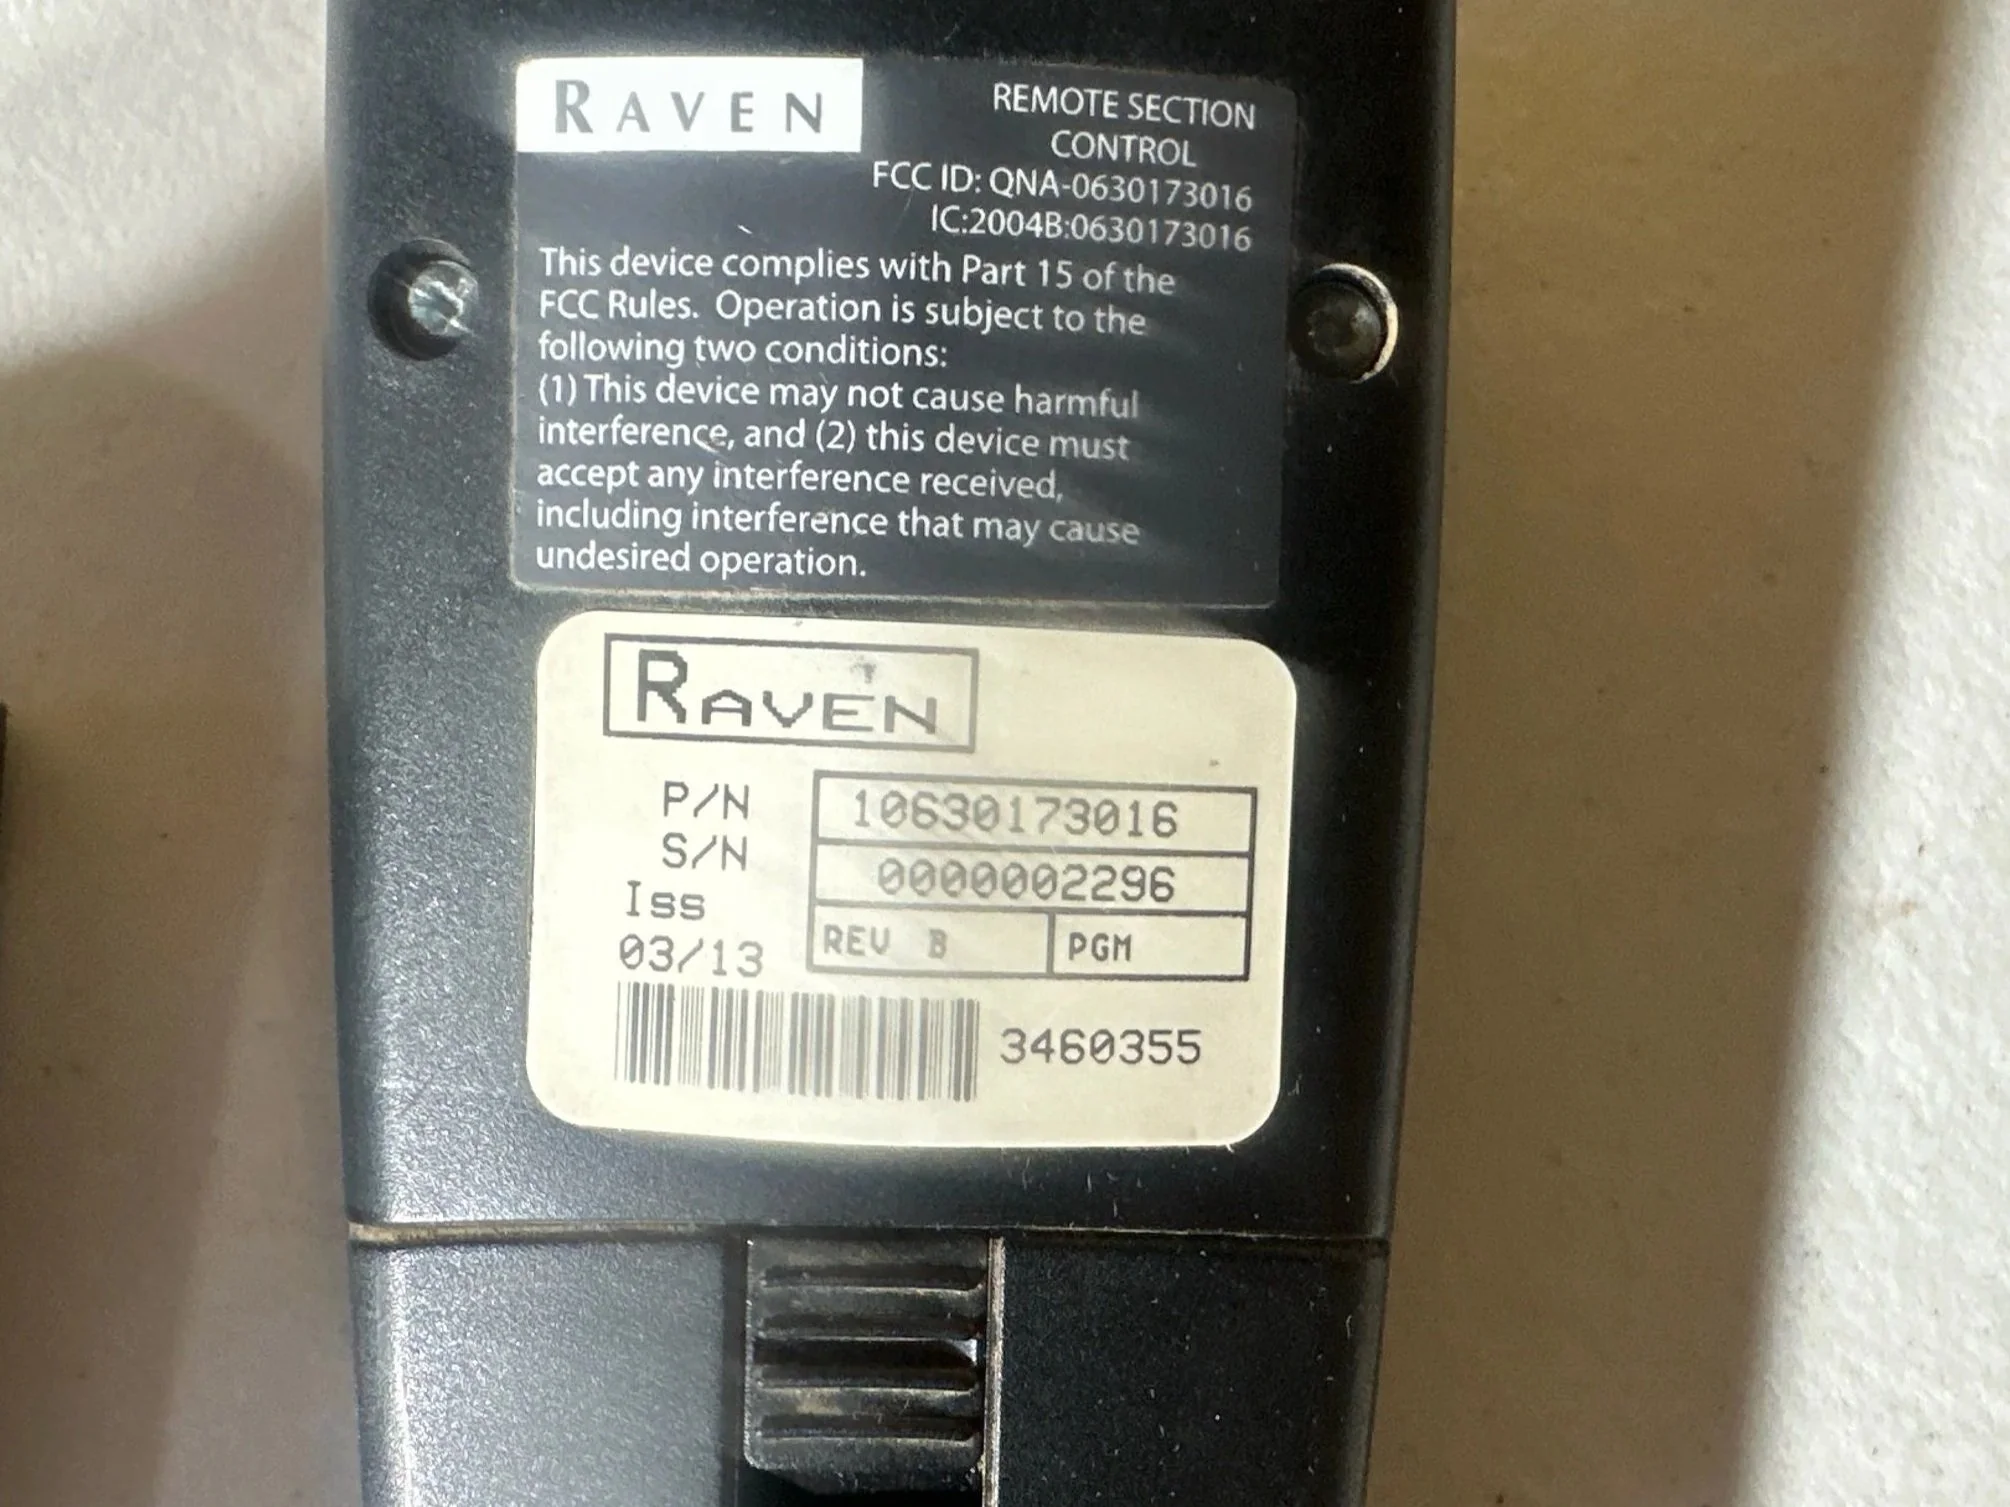 RAVEN
REMOTE SECTION
CONTROL
FCC ID: QNA-0630173016
IC:2004B:0630173016
This device complies with Part 15 of the
FCC Rules. Operation is subject to the
following two conditions:
(1) This device may not cause harmful
interference, and (2) this device must
accept any interference received,
including interference that may cause
undesired operation.
RAVEN
P/N 10630173016
S/N 0000002296
Iss REV B PGM
03/13
3460355